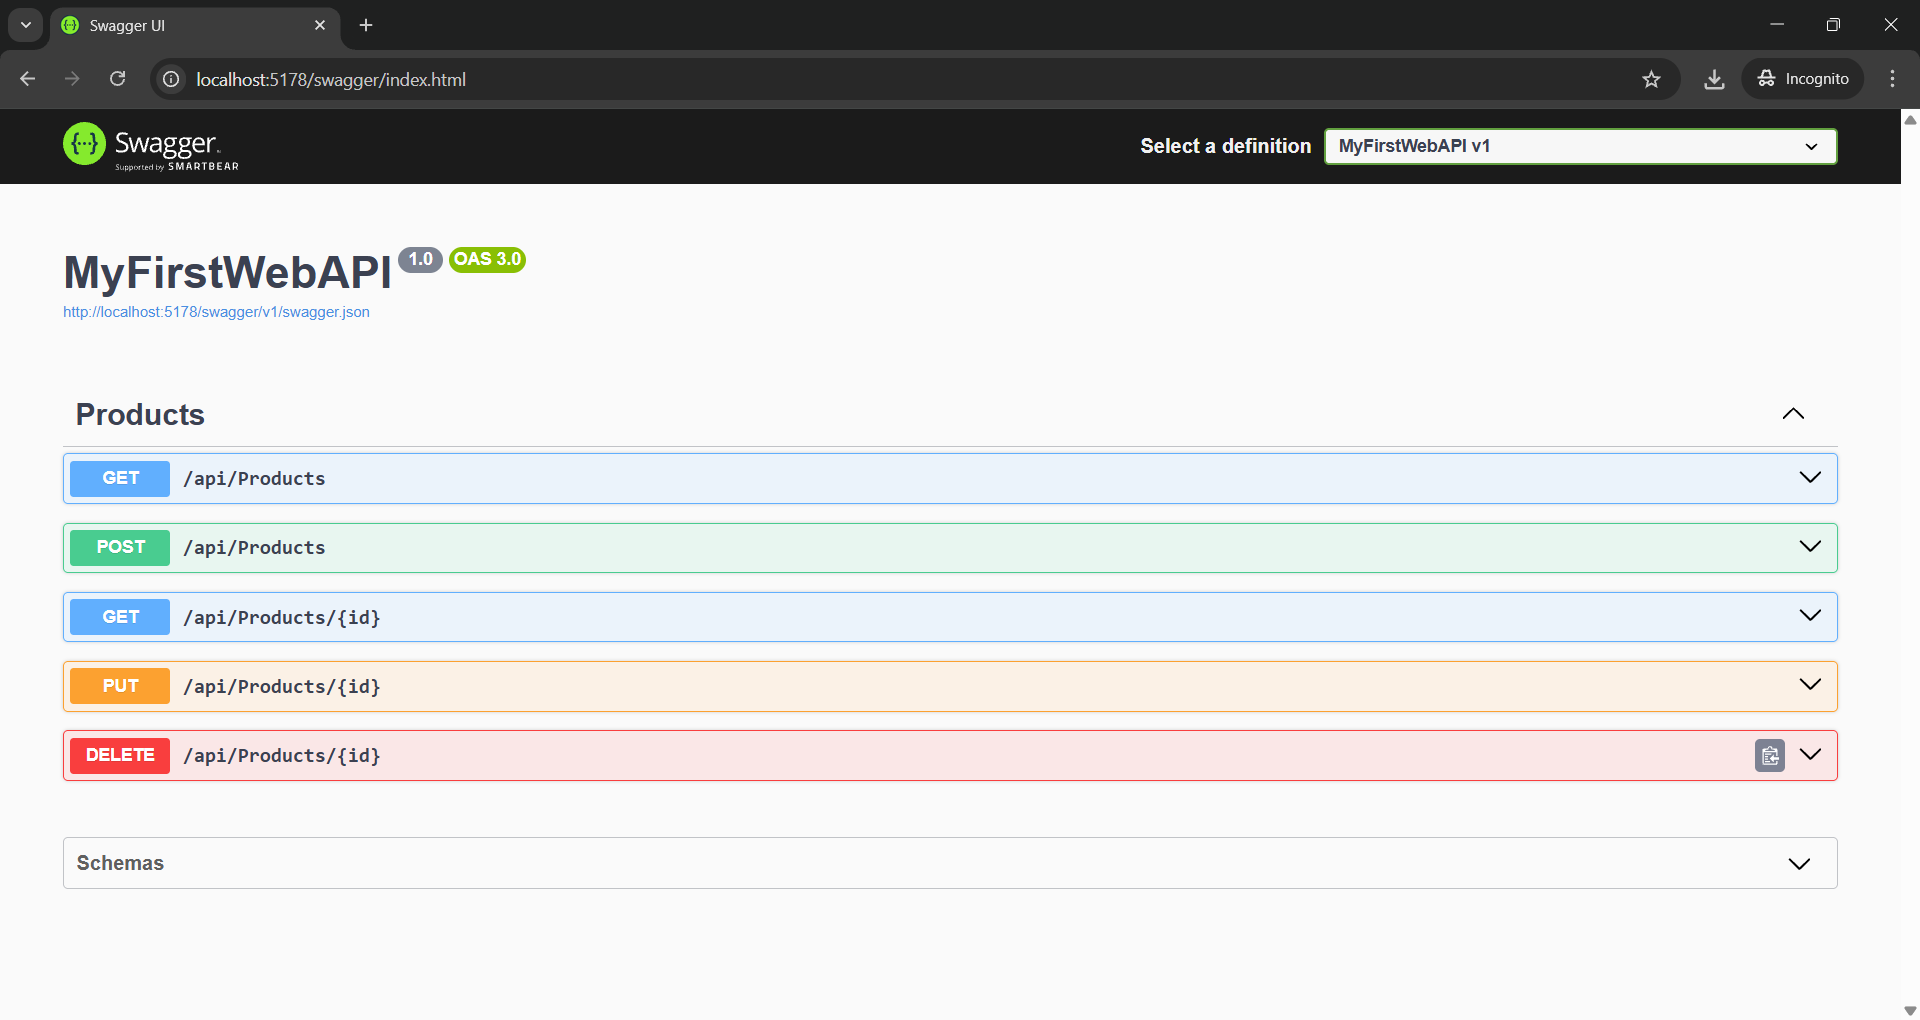 Swagger UI
localhost:5178/swagger/index.html
Incognito
Swagger.
Supported by SMARTBEAR
Select a definition
MyFirstWebAPI v1
MyFirstWebAPI 1.0 OAS 3.0
http://localhost:5178/swagger/v1/swagger.json
Products
GET /api/Products
POST /api/Products
GET /api/Products/{id}
PUT /api/Products/{id}
DELETE /api/Products/{id}
Schemas